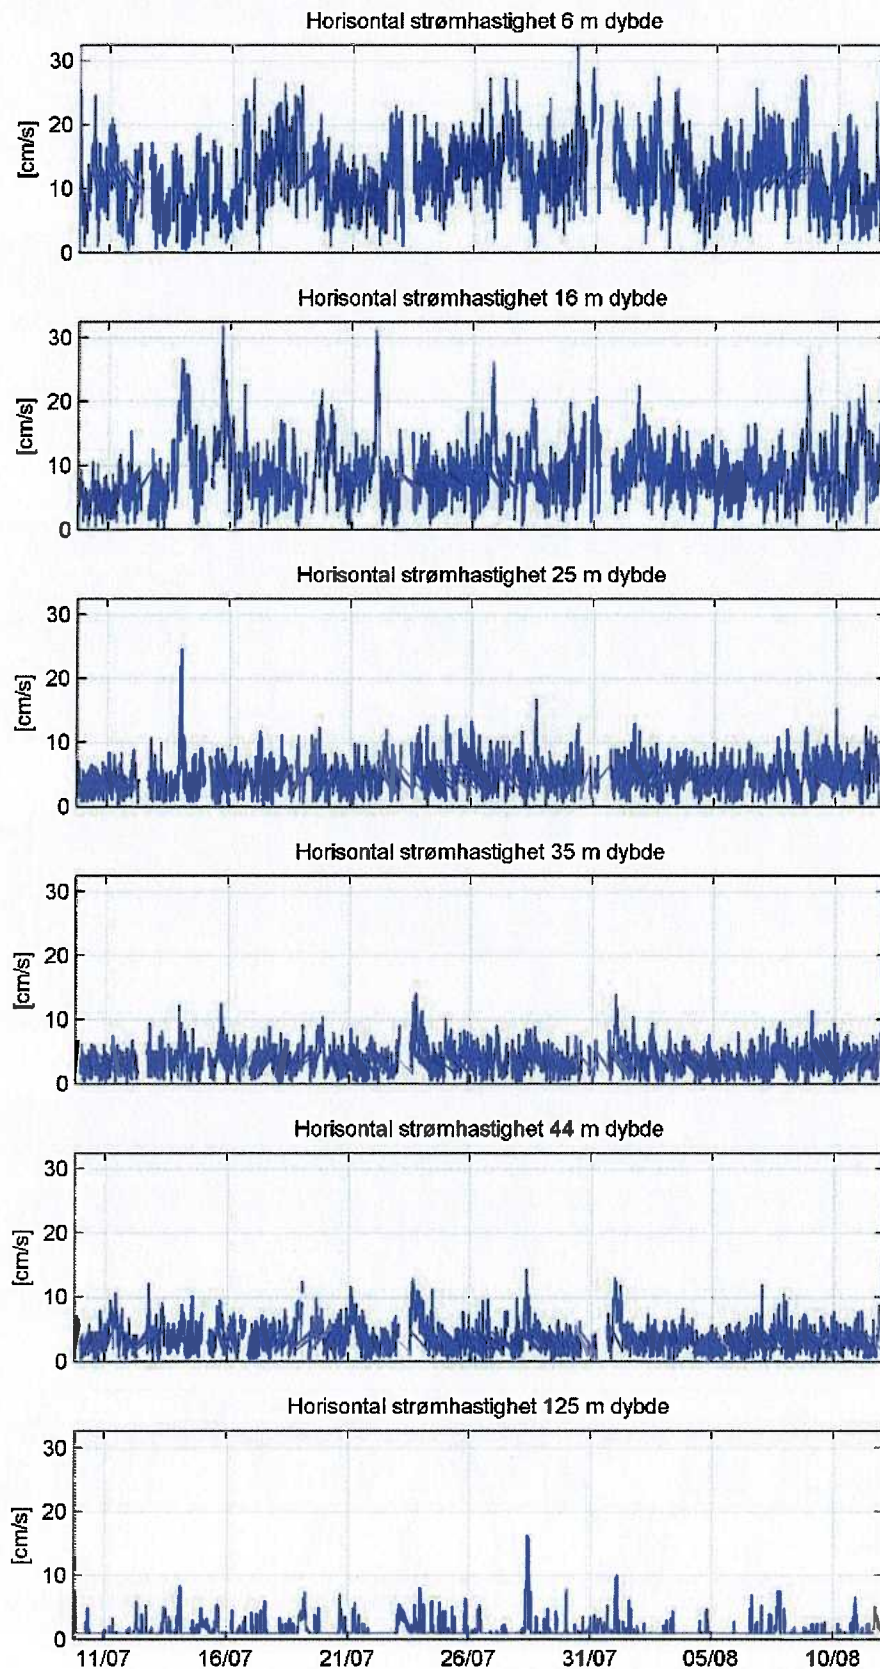 Horisontal strømhastighet 6 m dybde
30
20
10
0
[cm/s]
Horisontal strømhastighet 16 m dybde
30
20
10
0
[cm/s]
Horisontal strømhastighet 25 m dybde
30
20
10
0
[cm/s]
Horisontal strømhastighet 35 m dybde
30
20
10
0
[cm/s]
Horisontal strømhastighet 44 m dybde
30
20
10
0
[cm/s]
Horisontal strømhastighet 125 m dybde
30
20
10
0
[cm/s]
11/07 16/07 21/07 26/07 31/07 05/08 10/08